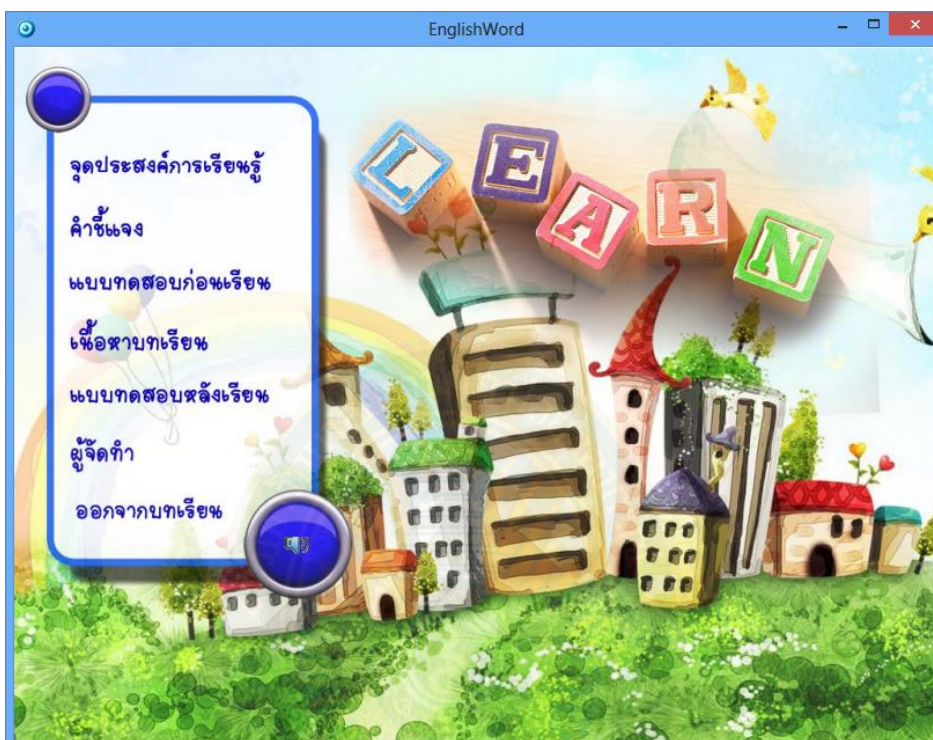 EnglishWord
LEARN
จุดประสงค์การเรียนรู้
คำชี้แจง
แบบทดสอบก่อนเรียน
เนื้อหาบทเรียน
แบบทดสอบหลังเรียน
ผู้จัดทำ
ออกจากบทเรียน